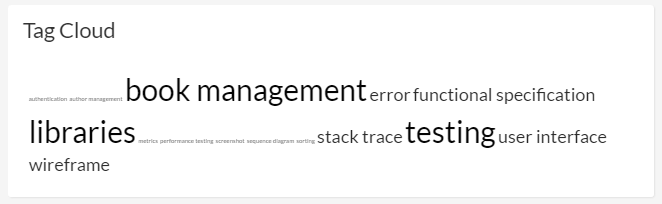 Tag Cloud
authentication author management book management error functional specification
libraries metrics performance testing screenshot sequence diagram sorting stack trace testing user interface
wireframe